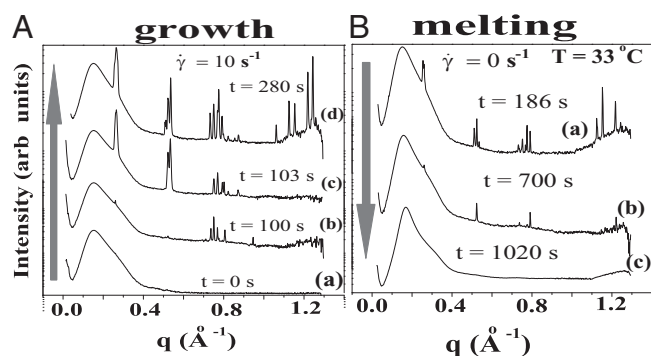 A growth
γ̇ = 10 s⁻¹
t = 280 s
(d)
t = 103 s
(c)
t = 100 s
(b)
t = 0 s
(a)
Intensity (arb units)
0.0 0.4 0.8 1.2
q (Å⁻¹)
B melting
γ̇ = 0 s⁻¹ T = 33 °C
t = 186 s
(a)
t = 700 s
(b)
t = 1020 s
(c)
0.0 0.4 0.8 1.2
q (Å⁻¹)